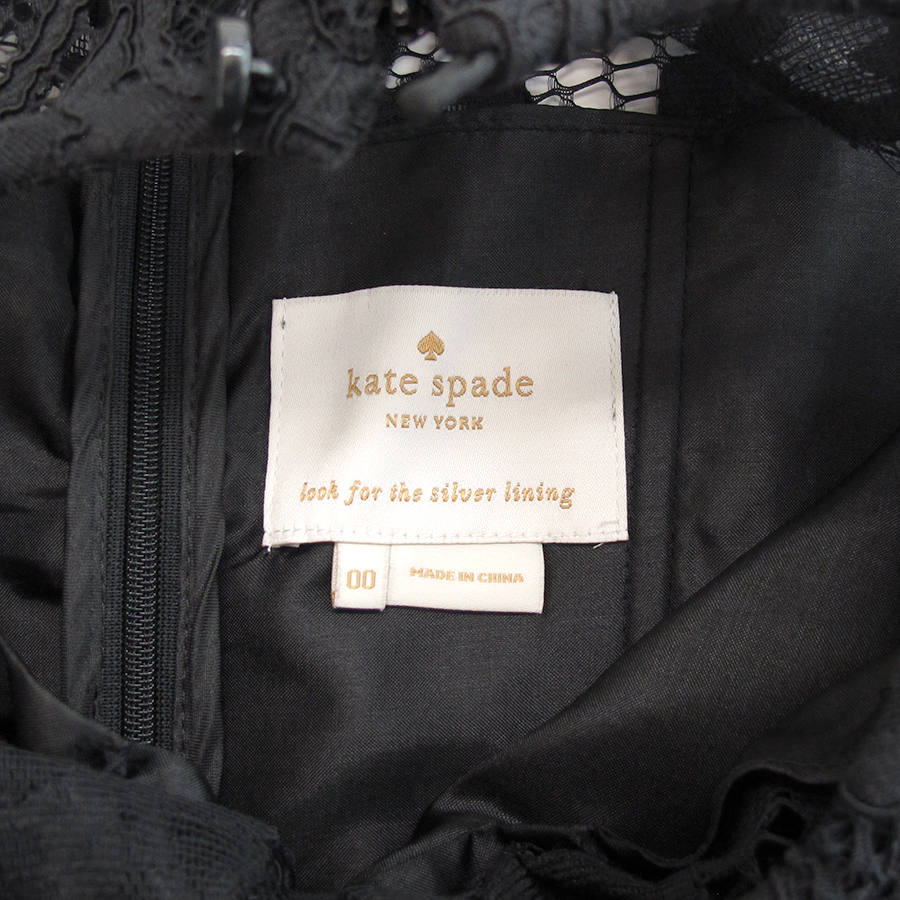 kate spade
NEW YORK
look for the silver lining
00
MADE IN CHINA